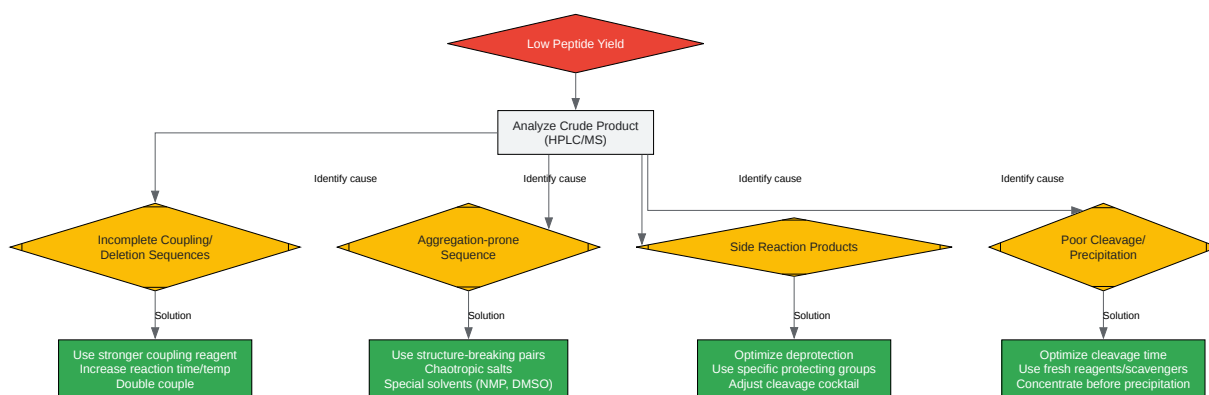 Low Peptide Yield
Analyze Crude Product
(HPLC/MS)
Identify cause
Identify cause
Identify cause
Identify cause
Incomplete Coupling/
Deletion Sequences
Aggregation-prone
Sequence
Side Reaction Products
Poor Cleavage/
Precipitation
Solution
Solution
Solution
Solution
Use stronger coupling reagent
Increase reaction time/temp
Double couple
Use structure-breaking pairs
Chaotropic salts
Special solvents (NMP, DMSO)
Optimize deprotection
Use specific protecting groups
Adjust cleavage cocktail
Optimize cleavage time
Use fresh reagents/scavengers
Concentrate before precipitation